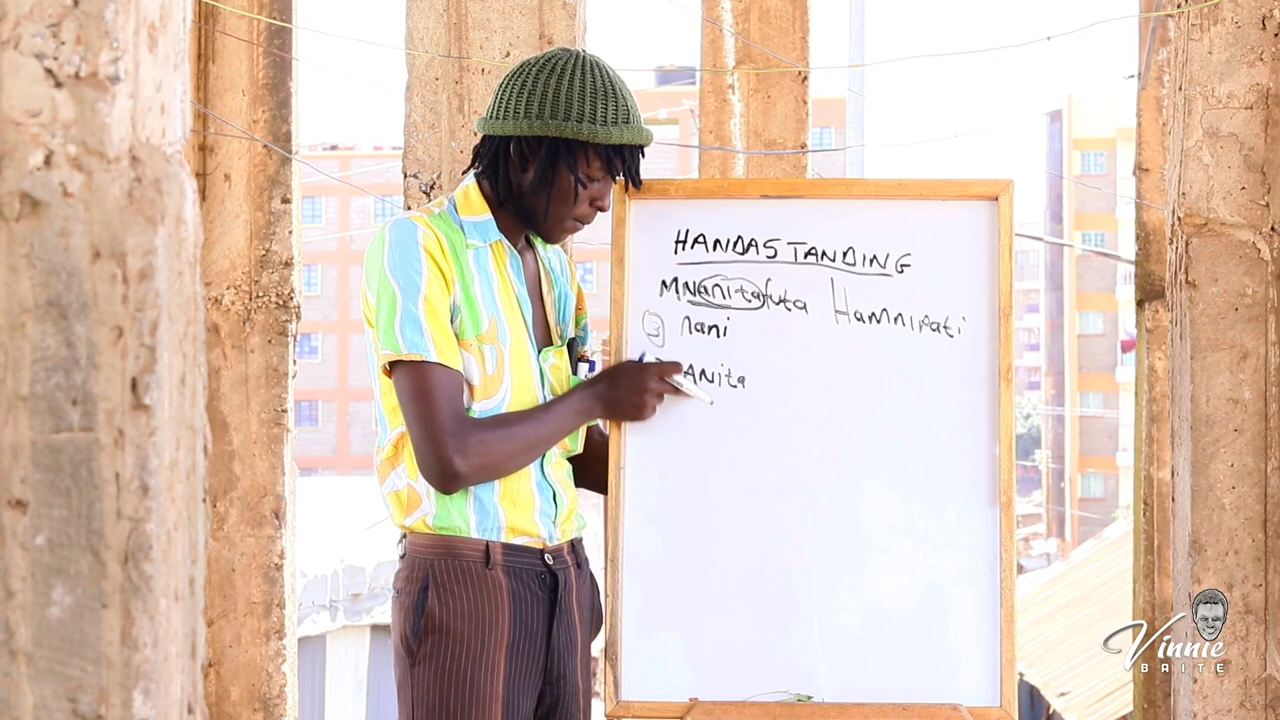 HANDASTANDING
MNanitafuta HamNiPati
3 nani
ANita
Vinnie
BAITE